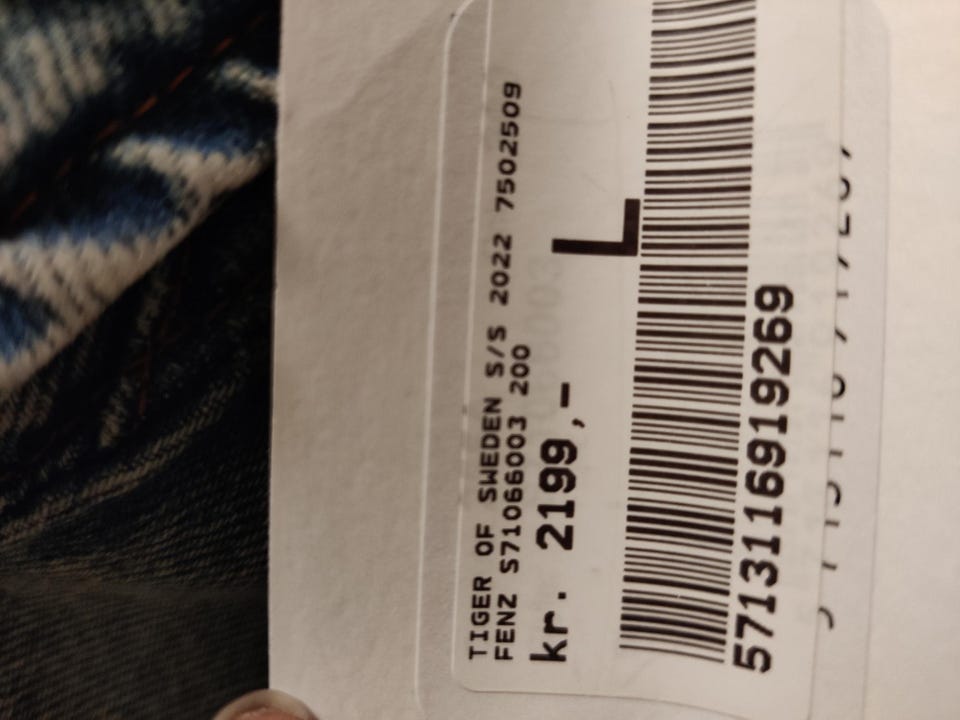 TIGER OF SWEDEN S/S 2022 7502509
FENZ S71066003 200
kr. 2199,-
L
5713116919269